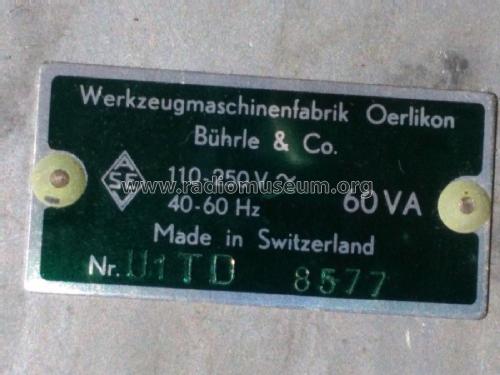 Werkzeugmaschinenfabrik Oerlikon
Bührle & Co.
ASEV
110-250 V ~
40-60 Hz
60 VA
www.radiomuseum.org
Made in Switzerland
Nr. U1TD 8577